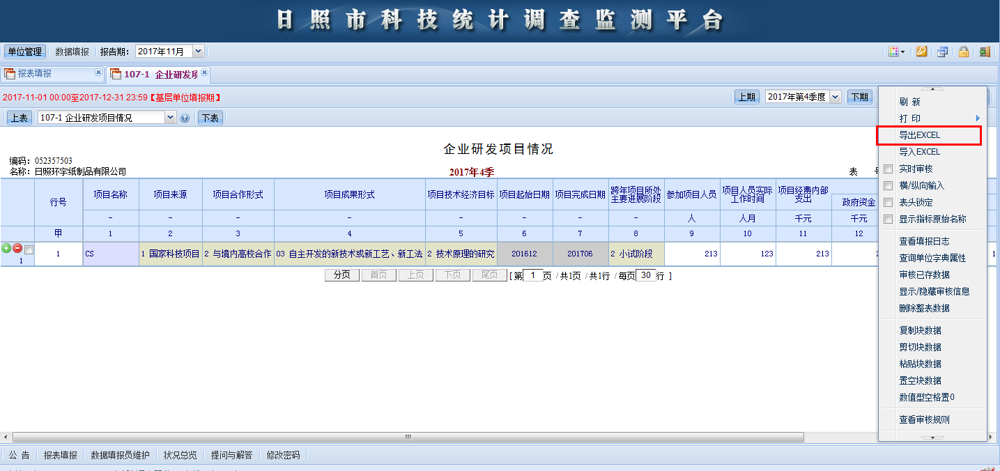 日照市科技统计调查监测平台
单位管理 数据填报 报告期: 2017年11月
报表填报 107-1 企业研发项
2017-11-01 00:00至2017-12-31 23:59【基层单位填报期】 上期 2017年第4季度 下期
上表 107-1 企业研发项目情况 下表
企业研发项目情况
编码: 052357503
名称: 日照环宇纸制品有限公司 2017年4季 表
行号 项目名称 项目来源 项目合作形式 项目成果形式 项目技术经济目标 项目起始日期 项目完成日期 跨年项目所处主要进展阶段 参加项目人员 项目人员实际工作时间 项目经费内部支出 政府资金
- - - - - - - - 人 人月 千元 千元
甲 1 2 3 4 5 6 7 8 9 10 11 12
1 1 CS 1 国家科技项目 2 与境内高校合作 03 自主开发的新技术或新工艺、新工法 2 技术原理的研究 201612 201706 2 小试阶段 213 123 213
分页 首页 上页 下页 尾页 [ 第 1 页 / 共1页 / 共1行 / 每页 30 行 ]
刷 新
打 印
导出EXCEL
导入EXCEL
实时审核
横/纵向输入
表头锁定
显示指标原始名称
查看填报日志
查询单位字典属性
审核已存数据
显示/隐藏审核信息
删除整表数据
复制块数据
剪切块数据
粘贴块数据
置空块数据
数值型空格置0
查看审核规则
公 告 报表填报 数据填报员维护 状况总览 提问与解答 修改密码